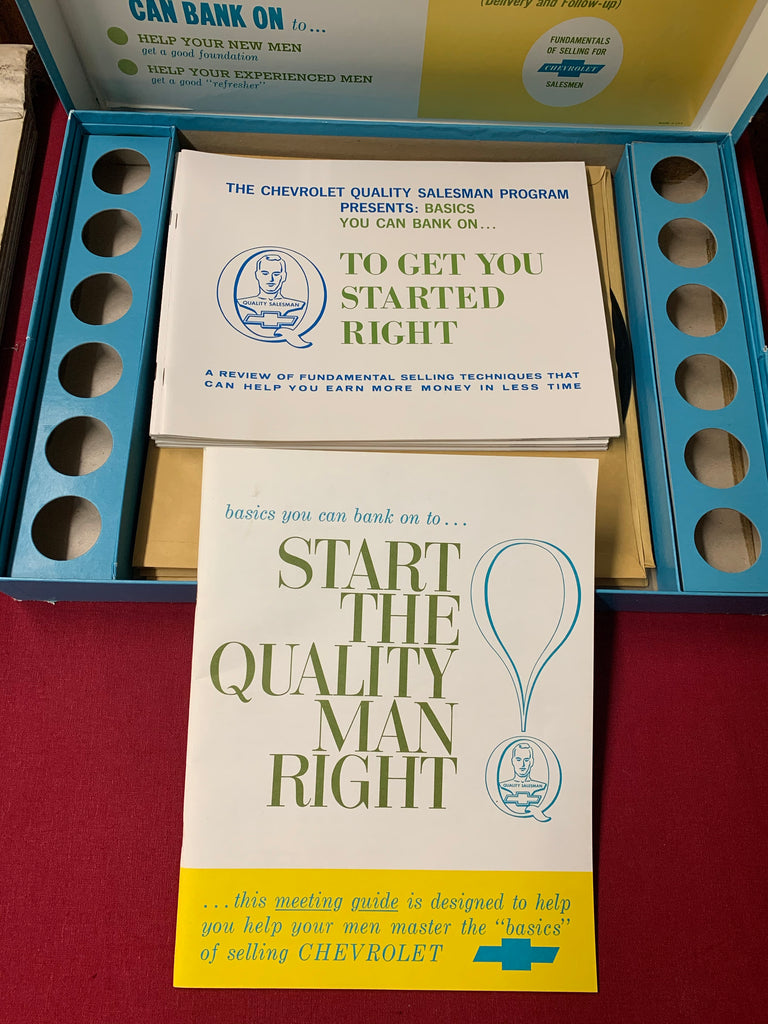 CAN BANK ON to...
HELP YOUR NEW MEN
get a good foundation
HELP YOUR EXPERIENCED MEN
get a good "refresher"
(Delivery and Follow-up)
FUNDAMENTALS
OF SELLING FOR
CHEVROLET
SALESMEN
THE CHEVROLET QUALITY SALESMAN PROGRAM
PRESENTS: BASICS
YOU CAN BANK ON...
QUALITY SALESMAN
TO GET YOU
STARTED
RIGHT
A REVIEW OF FUNDAMENTAL SELLING TECHNIQUES THAT
CAN HELP YOU EARN MORE MONEY IN LESS TIME
basics you can bank on to...
START
THE
QUALITY
MAN
RIGHT
QUALITY SALESMAN
...this meeting guide is designed to help
you help your men master the "basics"
of selling CHEVROLET